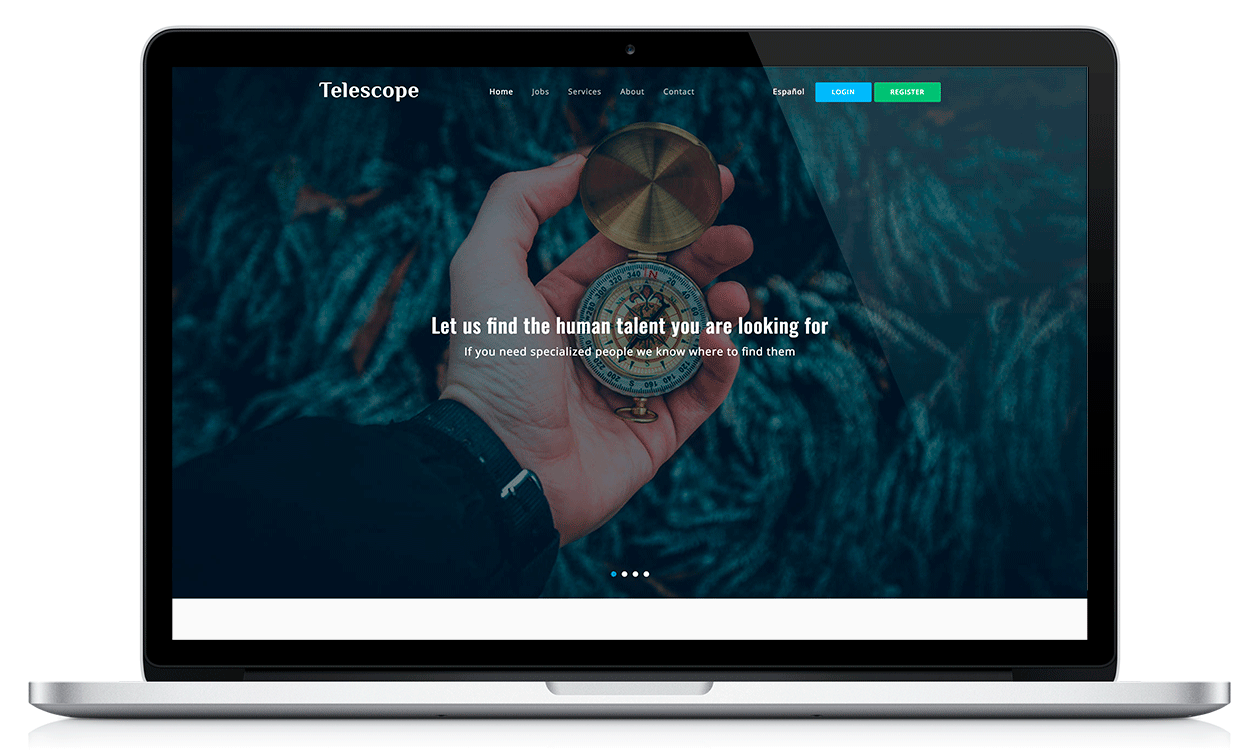 Telescope
Home Jobs Services About Contact
Español LOGIN REGISTER
N
Let us find the human talent you are looking for
If you need specialized people we know where to find them